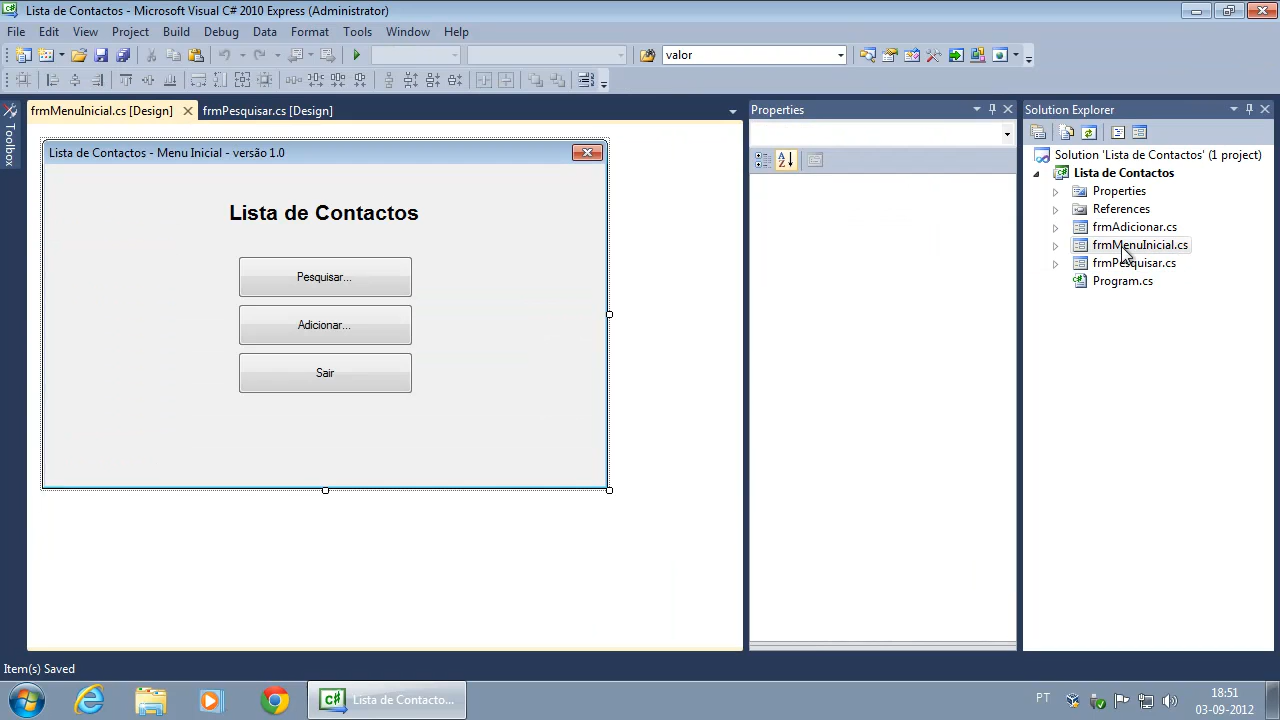 Lista de Contactos - Microsoft Visual C# 2010 Express (Administrator)
File Edit View Project Build Debug Data Format Tools Window Help
valor
frmMenuInicial.cs [Design] frmPesquisar.cs [Design]
Toolbox
Lista de Contactos - Menu Inicial - versão 1.0
Lista de Contactos
Pesquisar...
Adicionar...
Sair
Properties
Solution Explorer
Solution 'Lista de Contactos' (1 project)
Lista de Contactos
Properties
References
frmAdicionar.cs
frmMenuInicial.cs
frmPesquisar.cs
Program.cs
Item(s) Saved
Lista de Contacto...
PT
18:51
03-09-2012